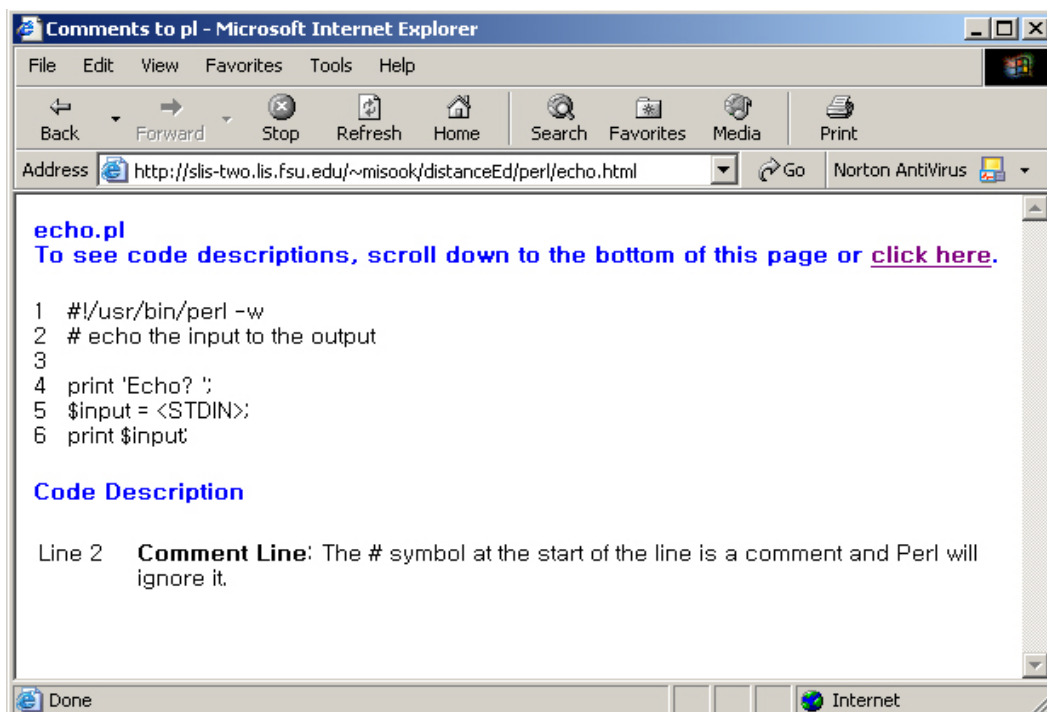 Comments to pl - Microsoft Internet Explorer
File Edit View Favorites Tools Help
Back Forward Stop Refresh Home Search Favorites Media Print
Address http://slis-two.lis.fsu.edu/~misook/distanceEd/perl/echo.html Go Norton AntiVirus
echo.pl
To see code descriptions, scroll down to the bottom of this page or click here.
1 #!/usr/bin/perl -w
2 # echo the input to the output
3
4 print 'Echo? ';
5 $input = <STDIN>;
6 print $input;
Code Description
Line 2 Comment Line: The # symbol at the start of the line is a comment and Perl will
ignore it.
Done Internet